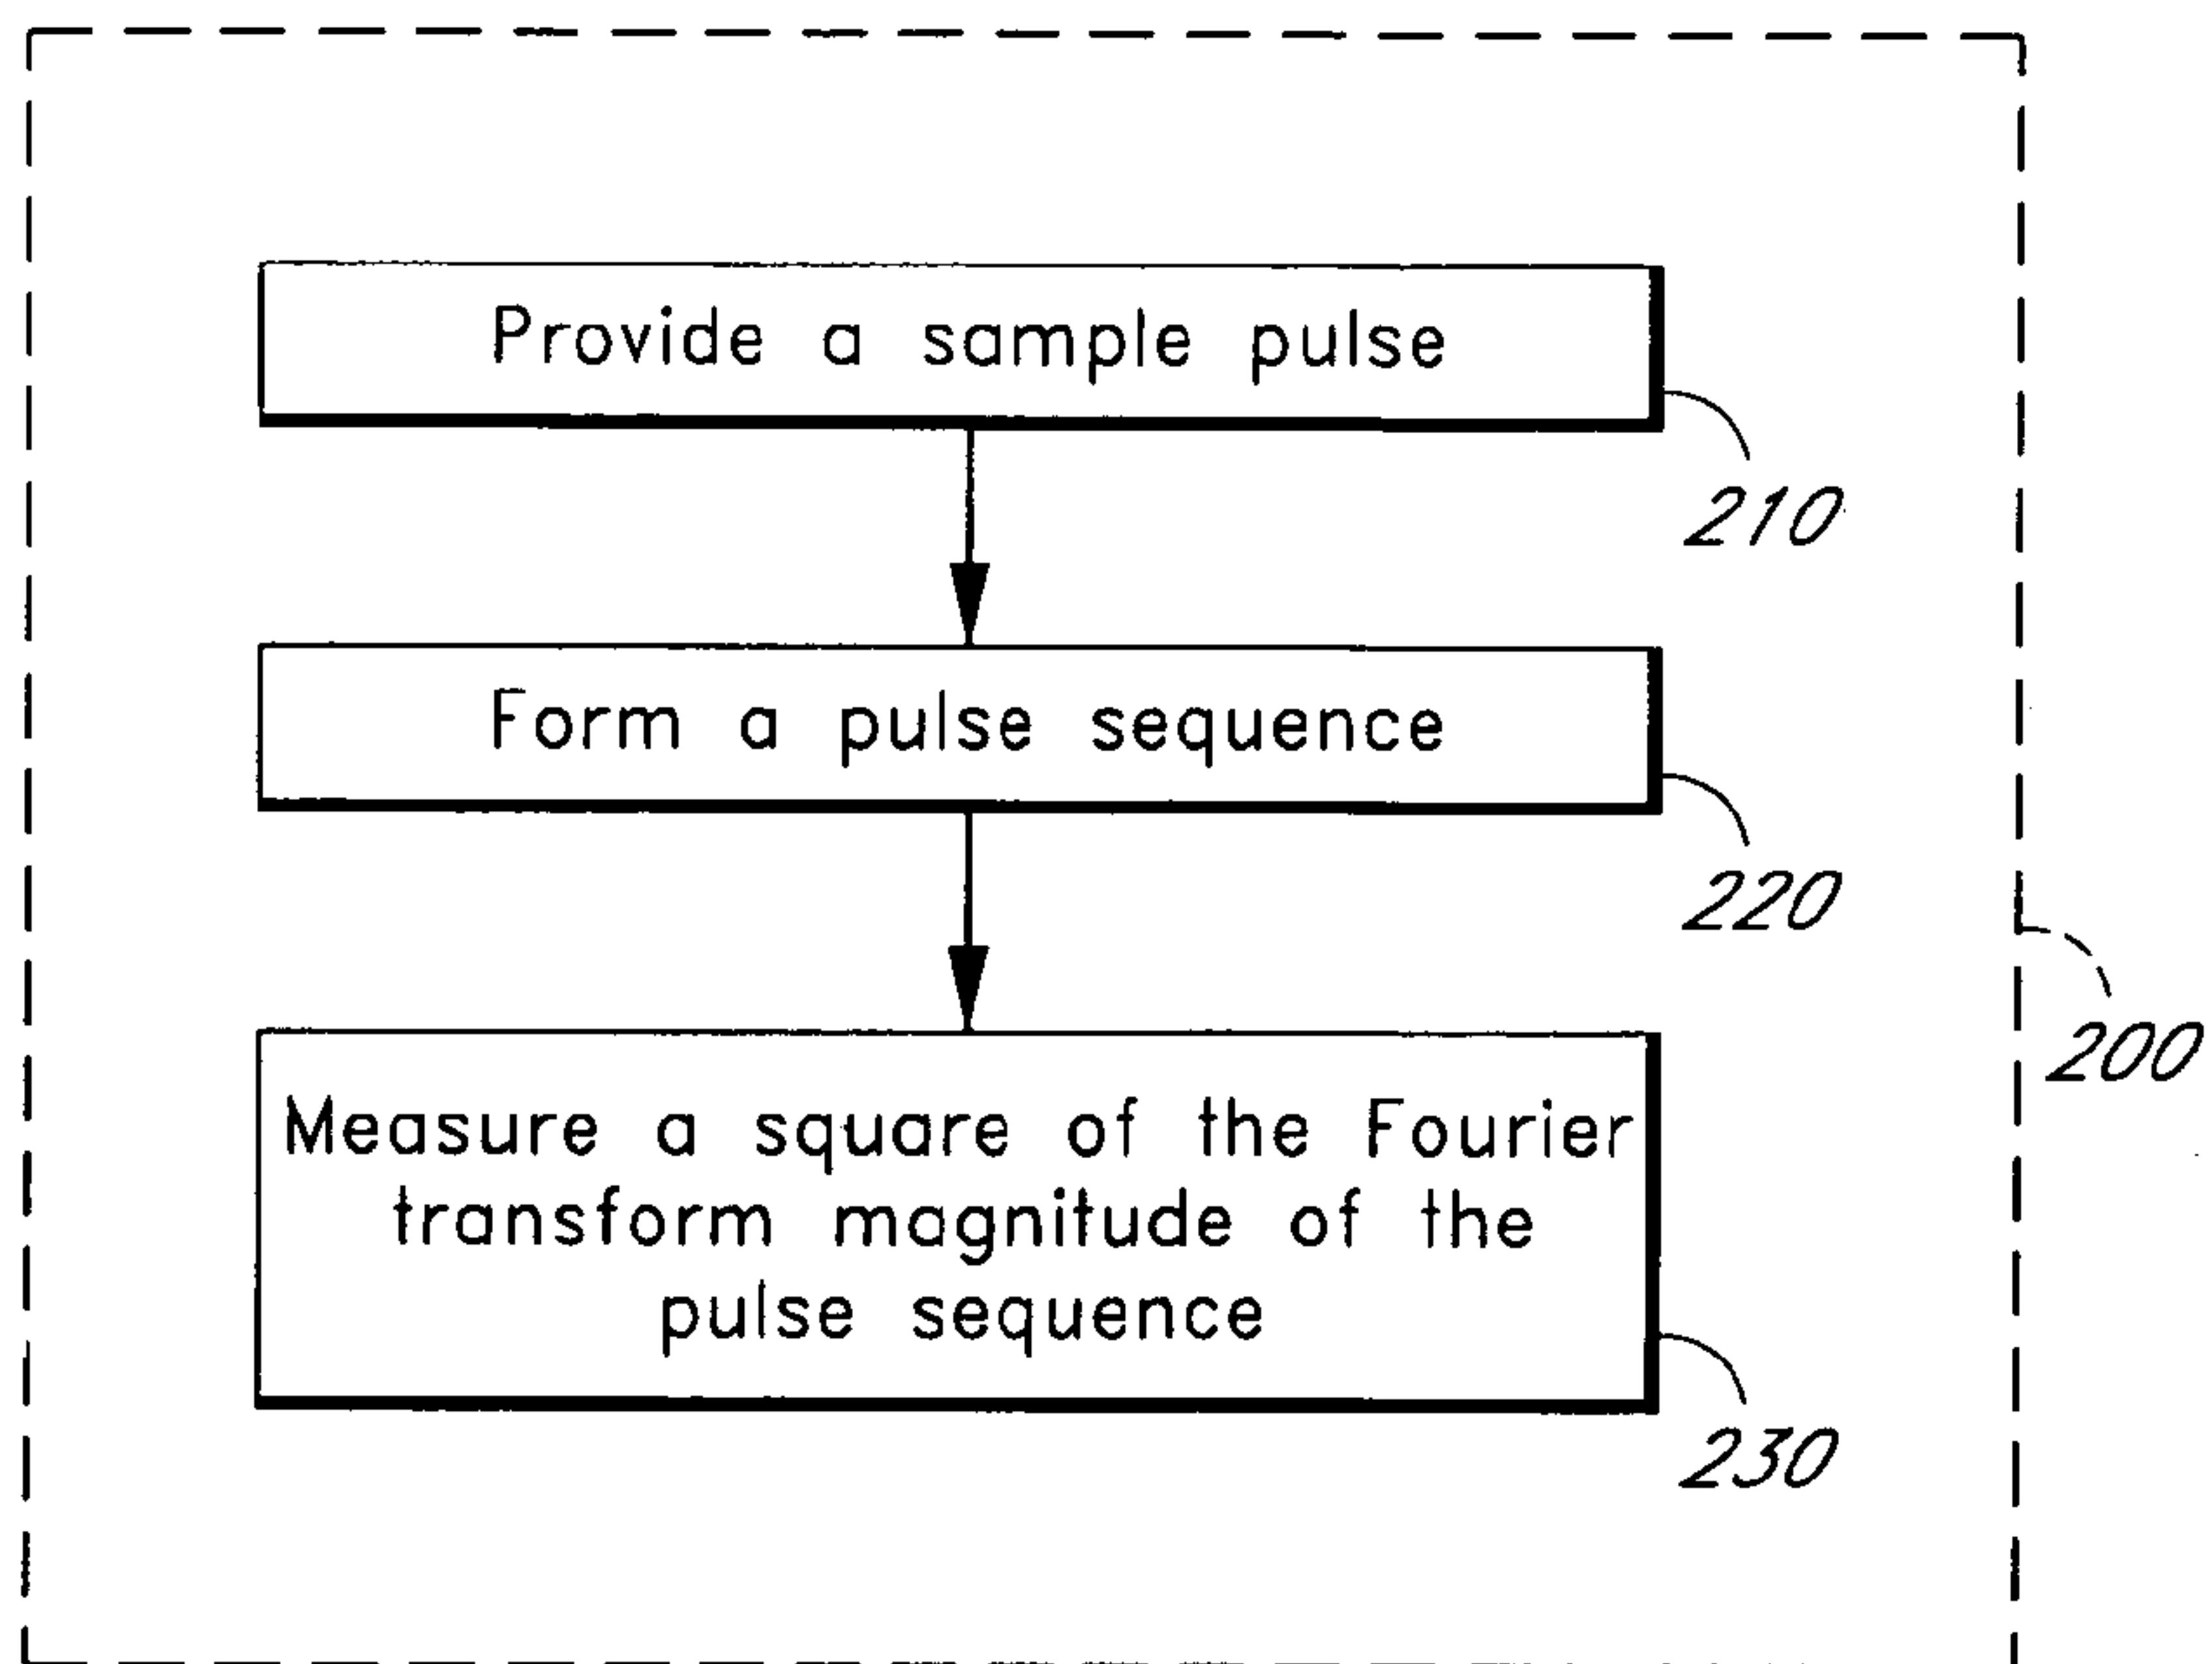 Provide a sample pulse
210
Form a pulse sequence
220
200
Measure a square of the Fourier
transform magnitude of the
pulse sequence
230